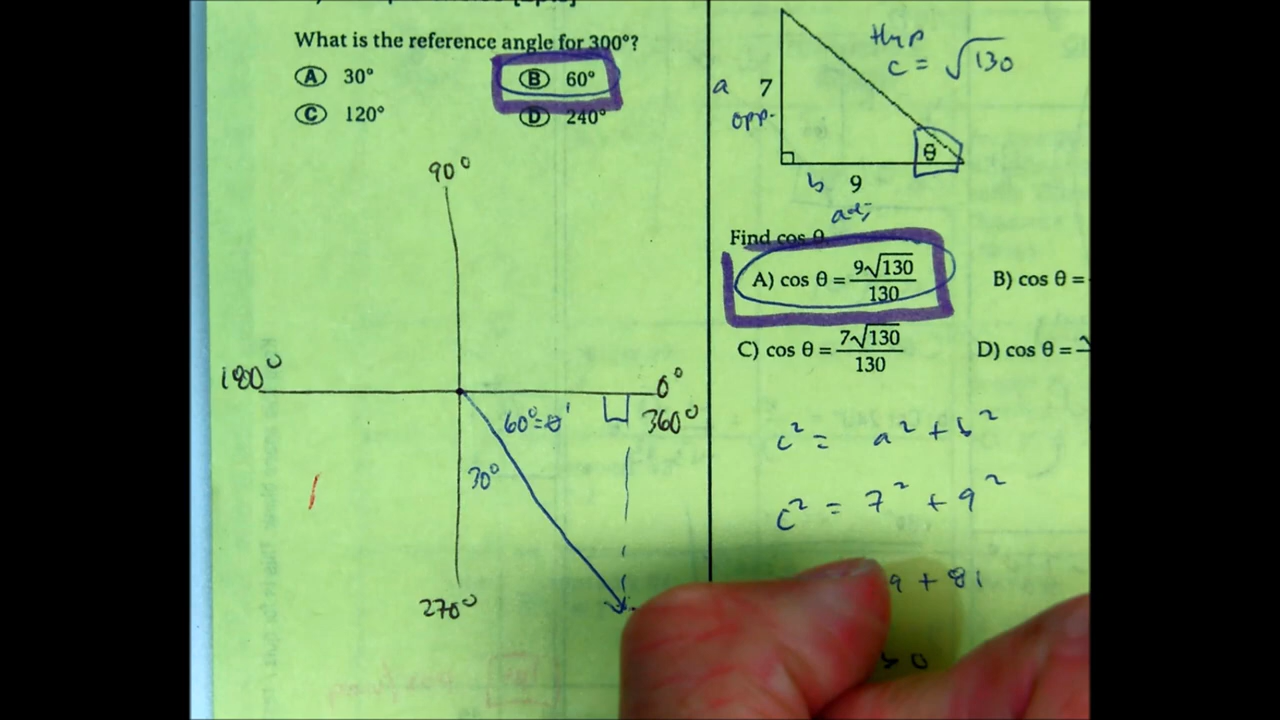 What is the reference angle for 300°?
A 30°
B 60°
C 120°
D 240°
90°
180°
0°
360°
60°=θ'
30°
270°
Hyp
c = √130
a 7
opp.
θ
b 9
adj
Find cos θ.
A) cos θ = 9√130/130
B) cos θ =
C) cos θ = 7√130/130
D) cos θ =
c² = a² + b²
c² = 7² + 9²
9 + 81
0